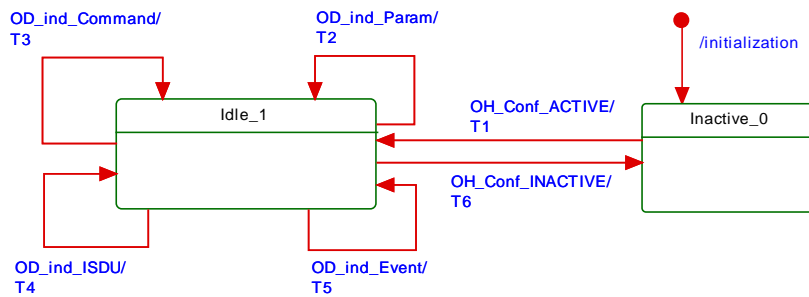 OD_ind_Command/
T3
OD_ind_Param/
T2
/initialization
Idle_1
OH_Conf_ACTIVE/
T1
Inactive_0
OH_Conf_INACTIVE/
T6
OD_ind_ISDU/
T4
OD_ind_Event/
T5